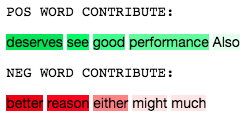 POS WORD CONTRIBUTE:
deserves see good performance Also
NEG WORD CONTRIBUTE:
better reason either might much